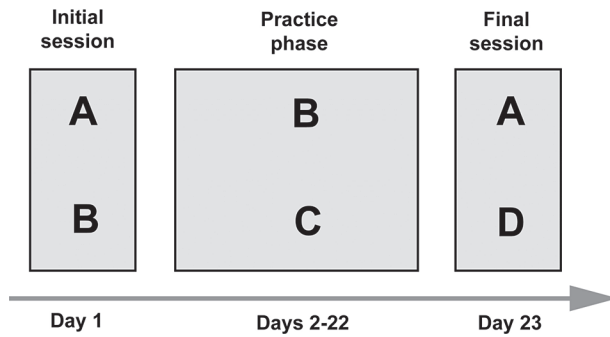 Initial
session
Practice
phase
Final
session
A
B
A
B
C
D
Day 1
Days 2-22
Day 23